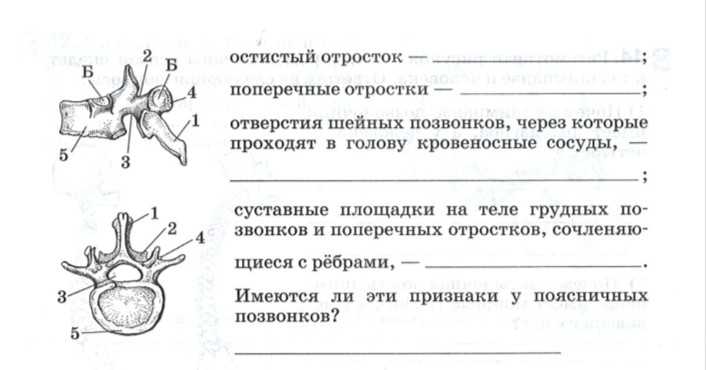 остистый отросток — ;
поперечные отростки — ;
отверстия шейных позвонков, через которые
проходят в голову кровеносные сосуды, —
;
суставные площадки на теле грудных по-
звонков и поперечных отростков, сочленяю-
щиеся с рёбрами, — .
Имеются ли эти признаки у поясничных
позвонков?
Б 2 Б
4
1
5 3
1
2
4
3
5